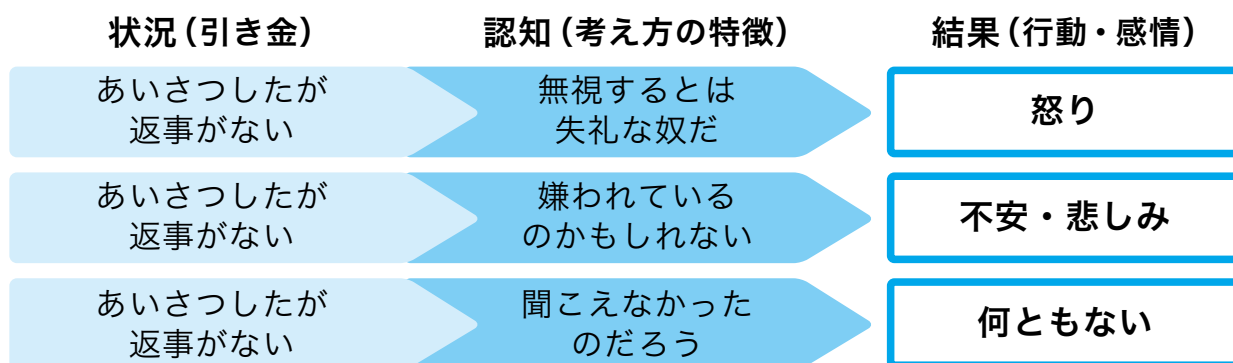 状況（引き金） 認知（考え方の特徴） 結果（行動・感情）
あいさつしたが
返事がない
無視するとは
失礼な奴だ
怒り
あいさつしたが
返事がない
嫌われている
のかもしれない
不安・悲しみ
あいさつしたが
返事がない
聞こえなかった
のだろう
何ともない